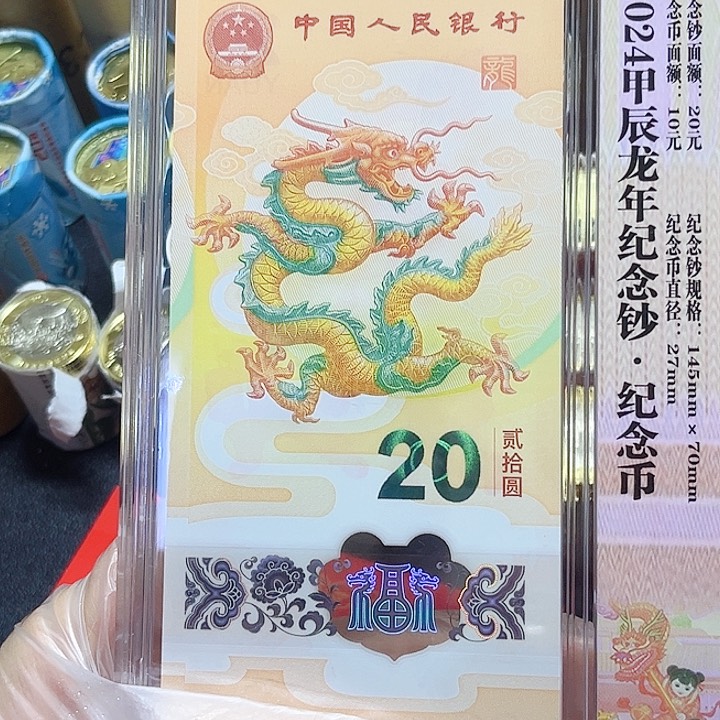 中国人民银行
龍
20
贰拾圆
2024甲辰龙年纪念钞·纪念币
念钞面额：20元
念币面额：10元
纪念钞规格：145mm×70mm
纪念币直径：27mm